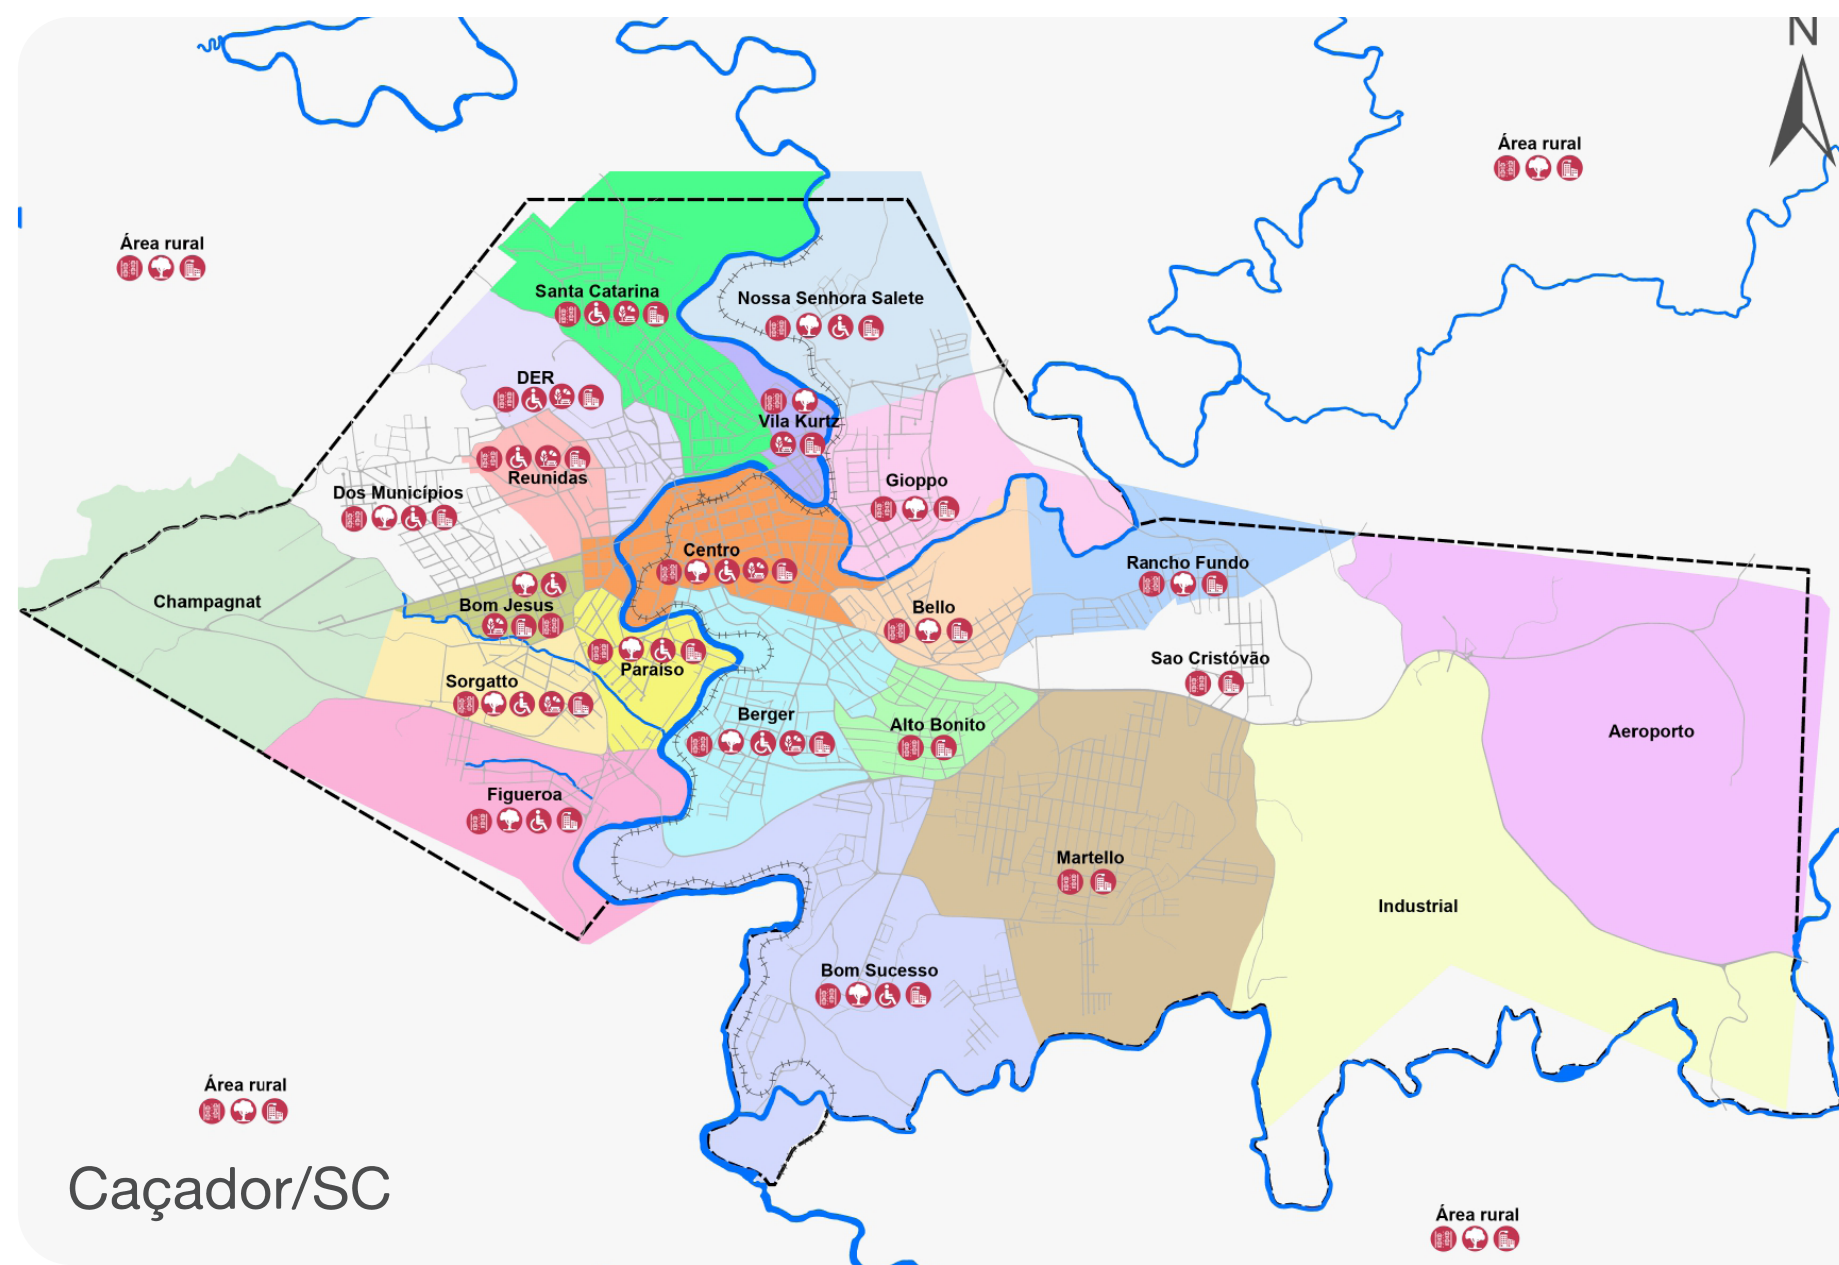 N
Área rural
Área rural
Santa Catarina
Nossa Senhora Salete
DER
Vila Kurtz
Reunidas
Gioppo
Dos Municípios
Centro
Rancho Fundo
Champagnat
Bom Jesus
Bello
Sao Cristóvão
Paraiso
Sorgatto
Berger
Alto Bonito
Aeroporto
Figueroa
Martello
Industrial
Bom Sucesso
Área rural
Caçador/SC
Área rural